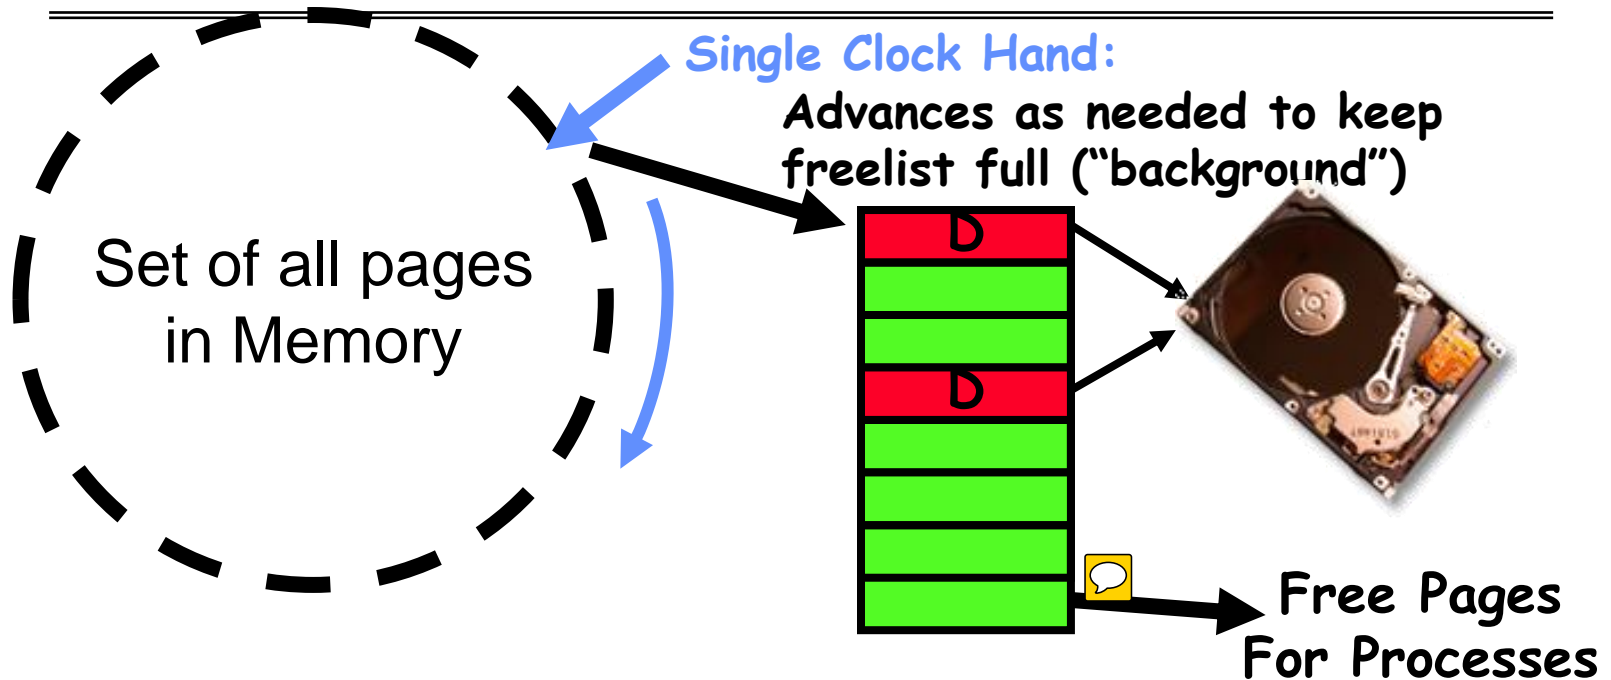 Single Clock Hand:
Advances as needed to keep
freelist full (“background”)
Set of all pages
in Memory
D
D
Free Pages
For Processes